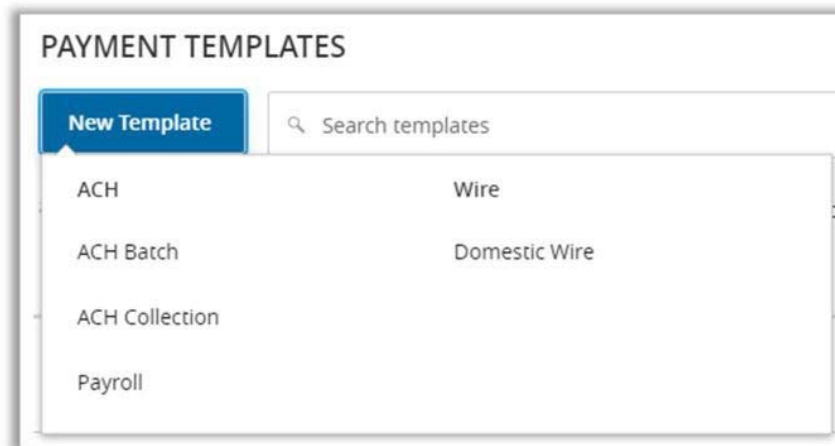 PAYMENT TEMPLATES
New Template
Search templates
ACH
Wire
ACH Batch
Domestic Wire
ACH Collection
Payroll